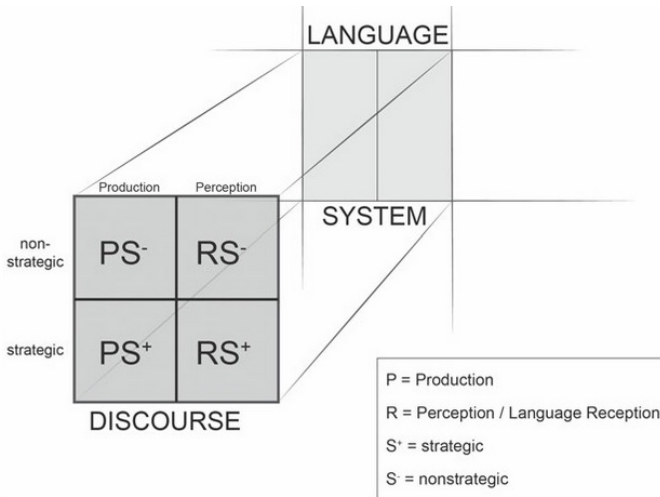 LANGUAGE
Production Perception
SYSTEM
non-
strategic
PS⁻ RS⁻
strategic
PS⁺ RS⁺
DISCOURSE
P = Production
R = Perception / Language Reception
S⁺ = strategic
S⁻ = nonstrategic